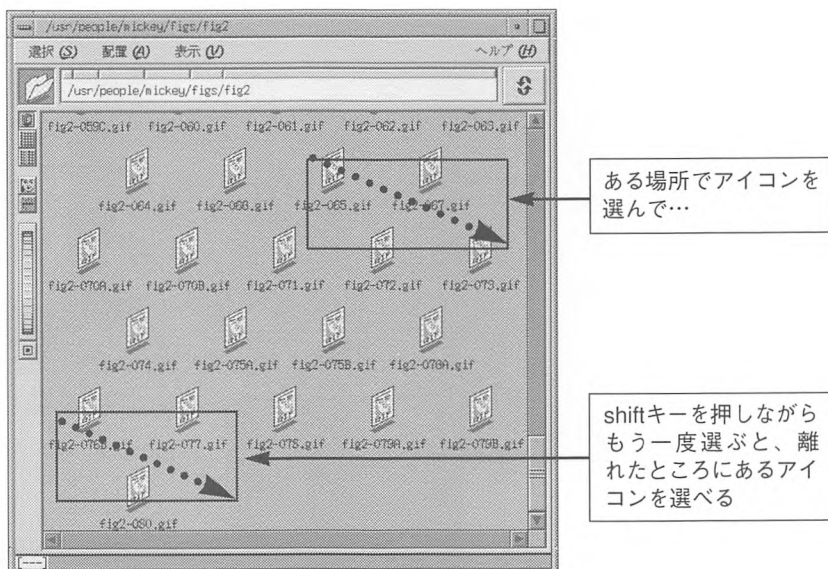 /usr/people/mickey/figs/fig2
選択 (S) 配置 (A) 表示 (V) ヘルプ (H)
/usr/people/mickey/figs/fig2
fig2-059C.gif fig2-060.gif fig2-061.gif fig2-062.gif fig2-063.gif
fig2-064.gif fig2-066.gif fig2-065.gif fig2-067.gif
fig2-070A.gif fig2-070B.gif fig2-071.gif fig2-072.gif fig2-073.gif
fig2-074.gif fig2-075A.gif fig2-075B.gif fig2-076A.gif
fig2-076B.gif fig2-077.gif fig2-078.gif fig2-079A.gif fig2-079B.gif
fig2-080.gif
ある場所でアイコンを
選んで…
shiftキーを押しながら
もう一度選ぶと、離
れたところにあるアイ
コンを選べる